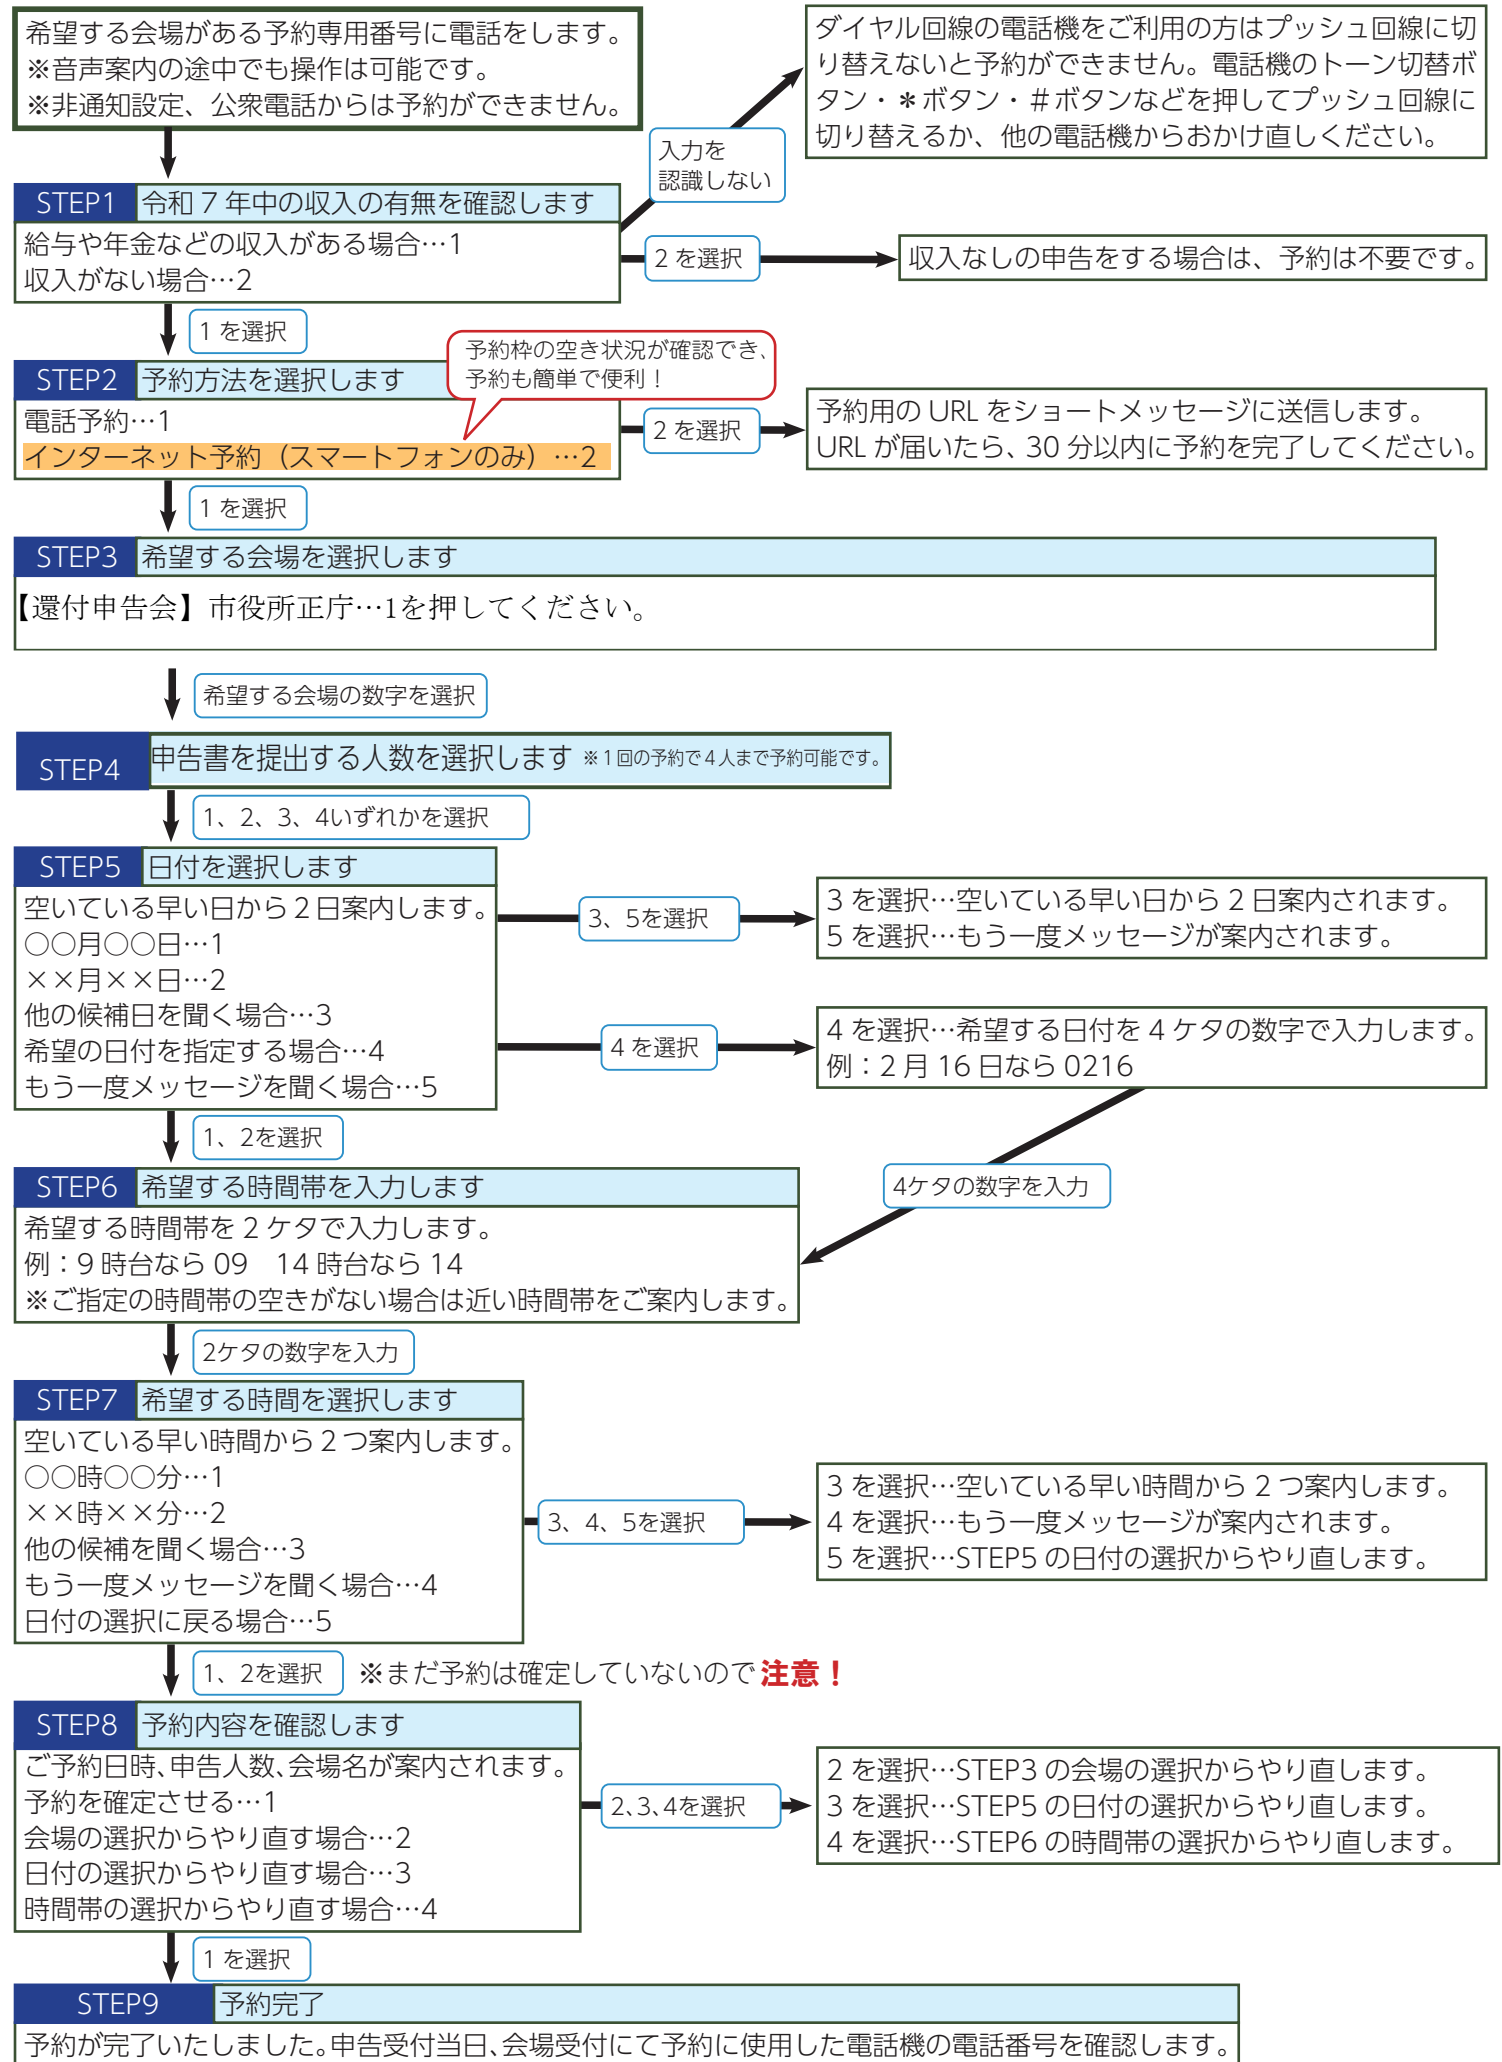 希望する会場がある予約専用番号に電話をします。
※音声案内の途中でも操作は可能です。
※非通知設定、公衆電話からは予約ができません。
ダイヤル回線の電話機をご利用の方はプッシュ回線に切
り替えないと予約ができません。電話機のトーン切替ボ
タン・＊ボタン・＃ボタンなどを押してプッシュ回線に
切り替えるか、他の電話機からおかけ直しください。
入力を
認識しない
STEP1 令和 7 年中の収入の有無を確認します
給与や年金などの収入がある場合…1
収入がない場合…2
2 を選択
収入なしの申告をする場合は、予約は不要です。
1 を選択
予約枠の空き状況が確認でき、
予約も簡単で便利！
STEP2 予約方法を選択します
電話予約…1
インターネット予約（スマートフォンのみ）…2
2 を選択
予約用の URL をショートメッセージに送信します。
URL が届いたら、30 分以内に予約を完了してください。
1 を選択
STEP3 希望する会場を選択します
【還付申告会】市役所正庁…1を押してください。
希望する会場の数字を選択
STEP4 申告書を提出する人数を選択します ※１回の予約で４人まで予約可能です。
1、2、3、4いずれかを選択
STEP5 日付を選択します
空いている早い日から２日案内します。
○○月○○日…1
××月××日…2
他の候補日を聞く場合…3
希望の日付を指定する場合…4
もう一度メッセージを聞く場合…5
3、5を選択
3 を選択…空いている早い日から 2 日案内されます。
5 を選択…もう一度メッセージが案内されます。
4 を選択
4 を選択…希望する日付を 4 ケタの数字で入力します。
例：2 月 16 日なら 0216
1、2を選択
4ケタの数字を入力
STEP6 希望する時間帯を入力します
希望する時間帯を 2 ケタで入力します。
例：9 時台なら 09　14 時台なら 14
※ご指定の時間帯の空きがない場合は近い時間帯をご案内します。
2ケタの数字を入力
STEP7 希望する時間を選択します
空いている早い時間から２つ案内します。
○○時○○分…1
××時××分…2
他の候補を聞く場合…3
もう一度メッセージを聞く場合…4
日付の選択に戻る場合…5
3、4、5を選択
3 を選択…空いている早い時間から 2 つ案内します。
4 を選択…もう一度メッセージが案内されます。
5 を選択…STEP5 の日付の選択からやり直します。
1、2を選択
※まだ予約は確定していないので 注意！
STEP8 予約内容を確認します
ご予約日時、申告人数、会場名が案内されます。
予約を確定させる…1
会場の選択からやり直す場合…2
日付の選択からやり直す場合…3
時間帯の選択からやり直す場合…4
2、3、4を選択
2 を選択…STEP3 の会場の選択からやり直します。
3 を選択…STEP5 の日付の選択からやり直します。
4 を選択…STEP6 の時間帯の選択からやり直します。
1 を選択
STEP9 予約完了
予約が完了いたしました。申告受付当日、会場受付にて予約に使用した電話機の電話番号を確認します。